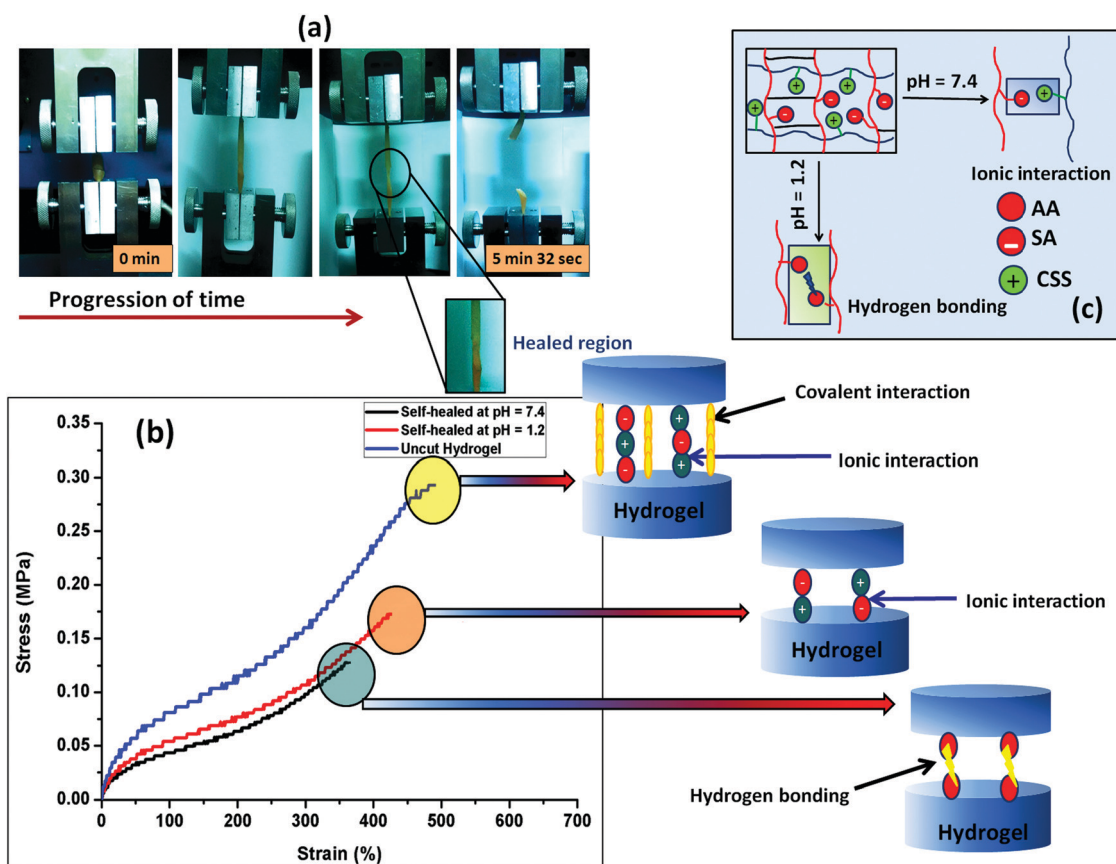 (a)
0 min
5 min 32 sec
Progression of time
Healed region
pH = 7.4
pH = 1.2
Ionic interaction
AA
SA
CSS
Hydrogen bonding
(c)
-
+
(b)
Self-healed at pH = 7.4
Self-healed at pH = 1.2
Uncut Hydrogel
Stress (MPa)
0.35
0.30
0.25
0.20
0.15
0.10
0.05
0.00
0 100 200 300 400 500 600 700
Strain (%)
Covalent interaction
Ionic interaction
- +
+ -
- +
Hydrogel
- +
+ -
Ionic interaction
Hydrogel
Hydrogen bonding
Hydrogel